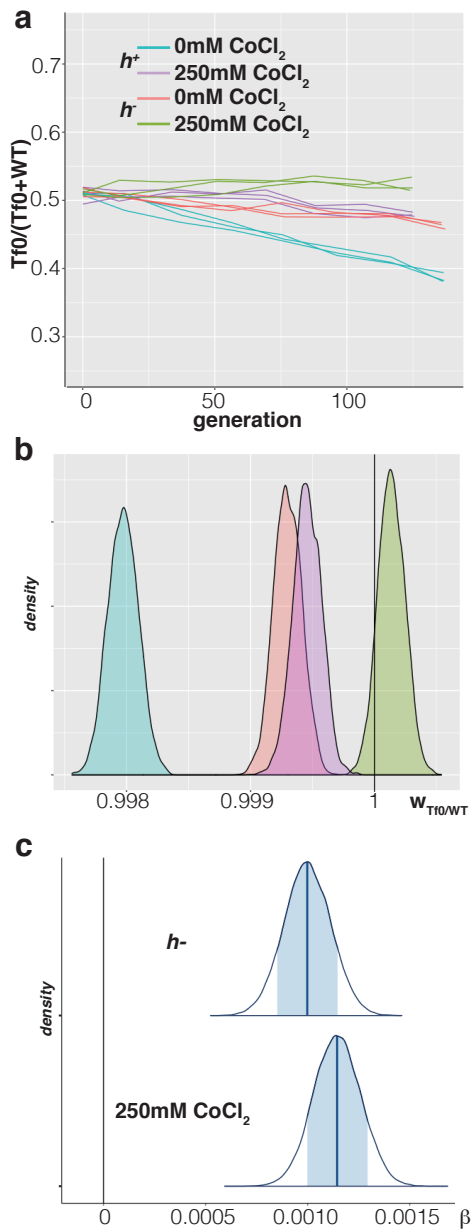 a
h⁺ 0mM CoCl₂
250mM CoCl₂
h⁻ 0mM CoCl₂
250mM CoCl₂
Tf0/(Tf0+WT)
0.7
0.6
0.5
0.4
0.3
0 50 100
generation
b
density
0.998 0.999 1 w_Tf0/WT
c
h-
250mM CoCl₂
density
0 0.0005 0.0010 0.0015 β